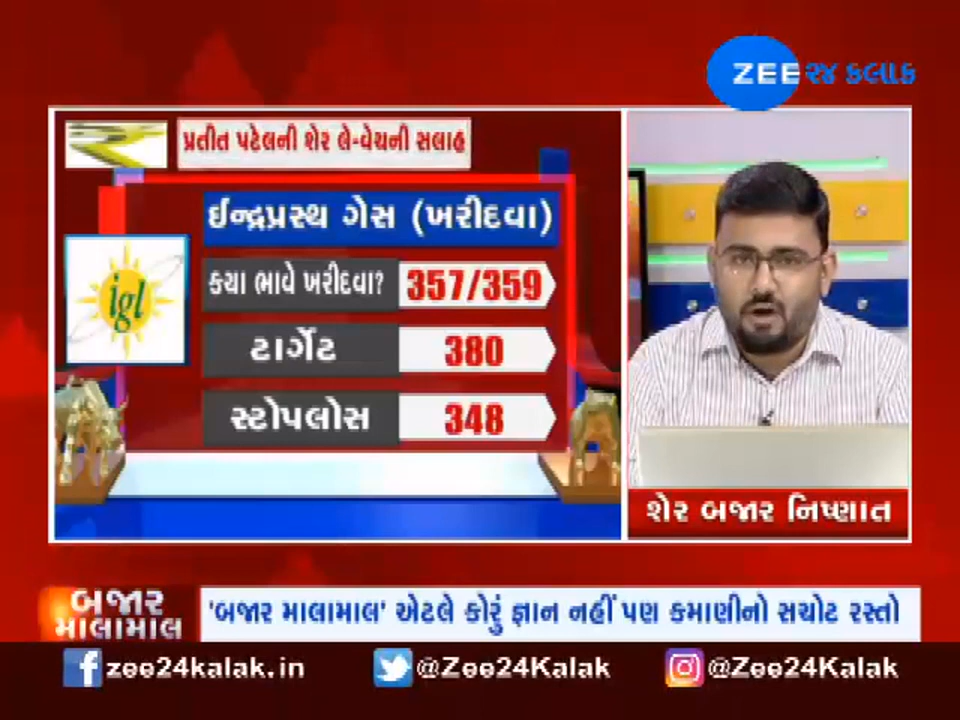 ZEE ૨૪ કલાક
પ્રતીત પટેલની શેર લે-વેચની સલાહ
ઈન્દ્રપ્રસ્થ ગેસ (ખરીદવા)
igl
કયા ભાવે ખરીદવા? 357/359
ટાર્ગેટ 380
સ્ટોપલોસ 348
શેર બજાર નિષ્ણાત
બજાર માલામાલ
'બજાર માલામાલ' એટલે કોરું જ્ઞાન નહીં પણ કમાણીનો સચોટ રસ્તો
zee24kalak.in @Zee24Kalak @Zee24Kalak